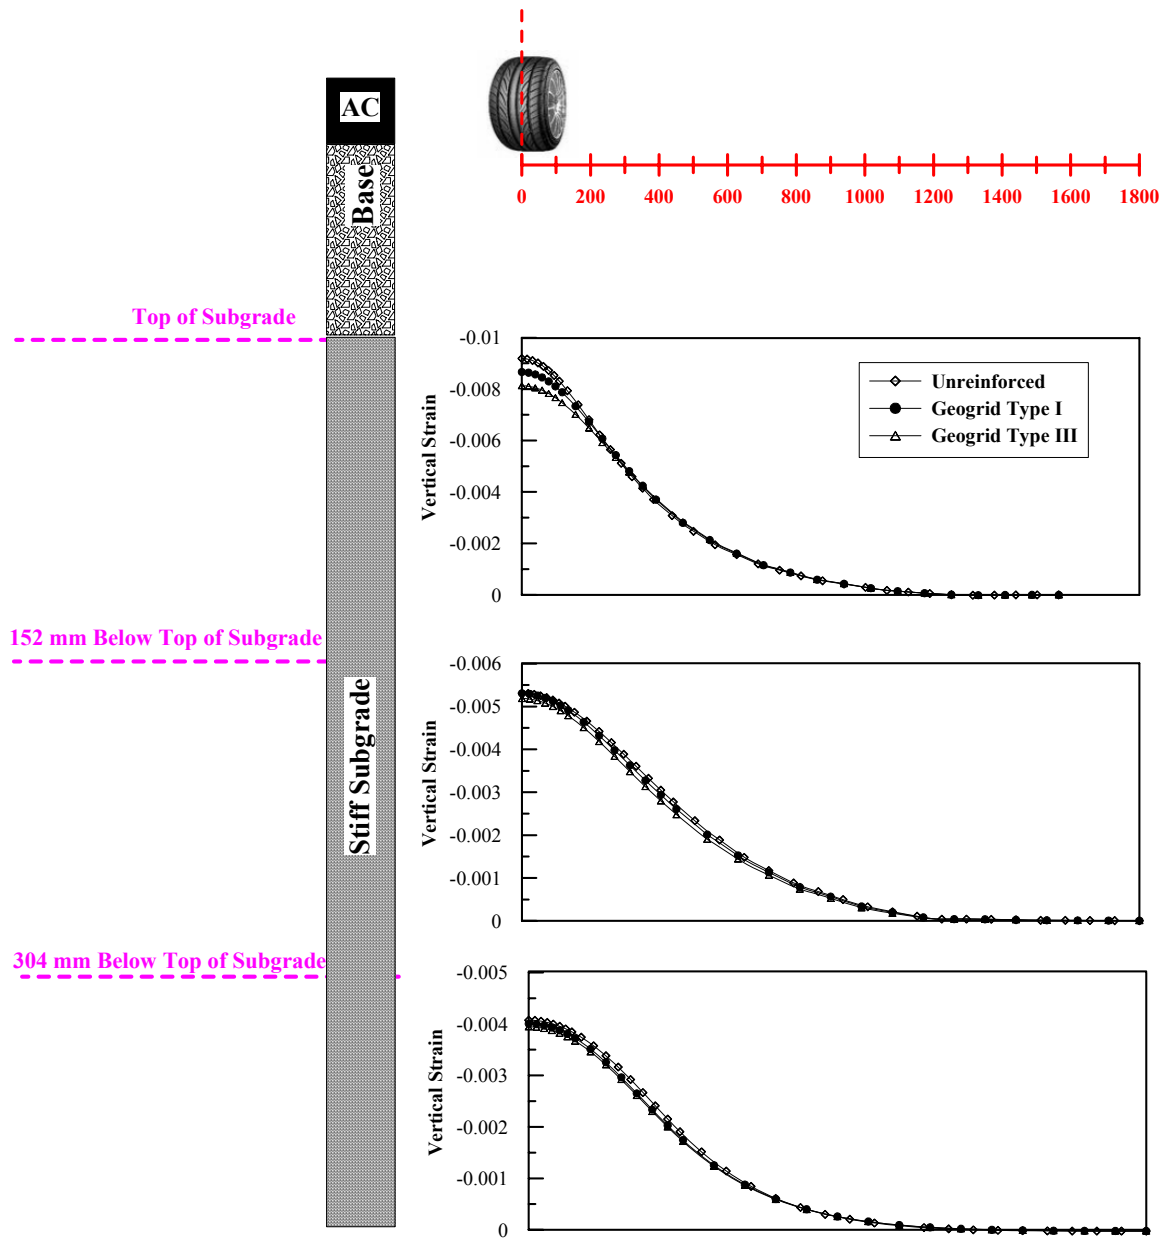 AC
Base
0 200 400 600 800 1000 1200 1400 1600 1800
Top of Subgrade
-0.01
-0.008
-0.006
-0.004
-0.002
0
Vertical Strain
Unreinforced
Geogrid Type I
Geogrid Type III
152 mm Below Top of Subgrade
Stiff Subgrade
-0.006
-0.005
-0.004
-0.003
-0.002
-0.001
0
Vertical Strain
304 mm Below Top of Subgrade
-0.005
-0.004
-0.003
-0.002
-0.001
0
Vertical Strain